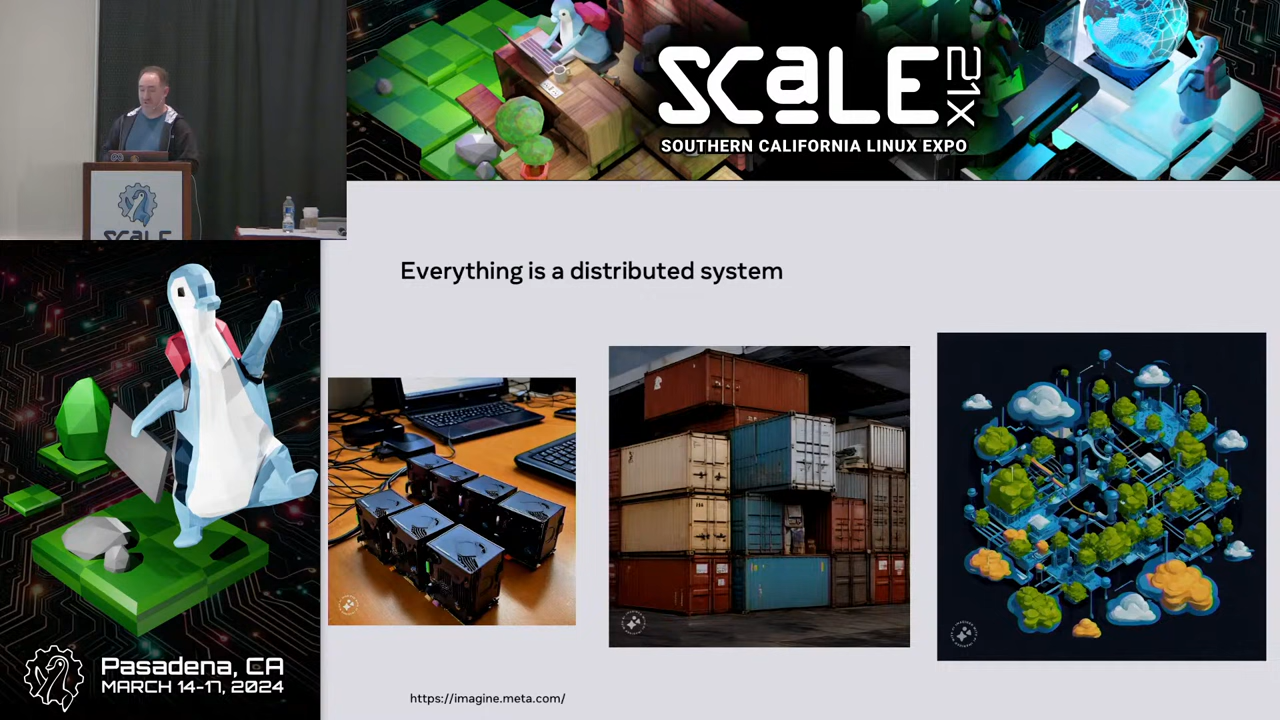 SCaLE 21X
SOUTHERN CALIFORNIA LINUX EXPO
SCALE
Everything is a distributed system
https://imagine.meta.com/
Pasadena, CA
MARCH 14-17, 2024